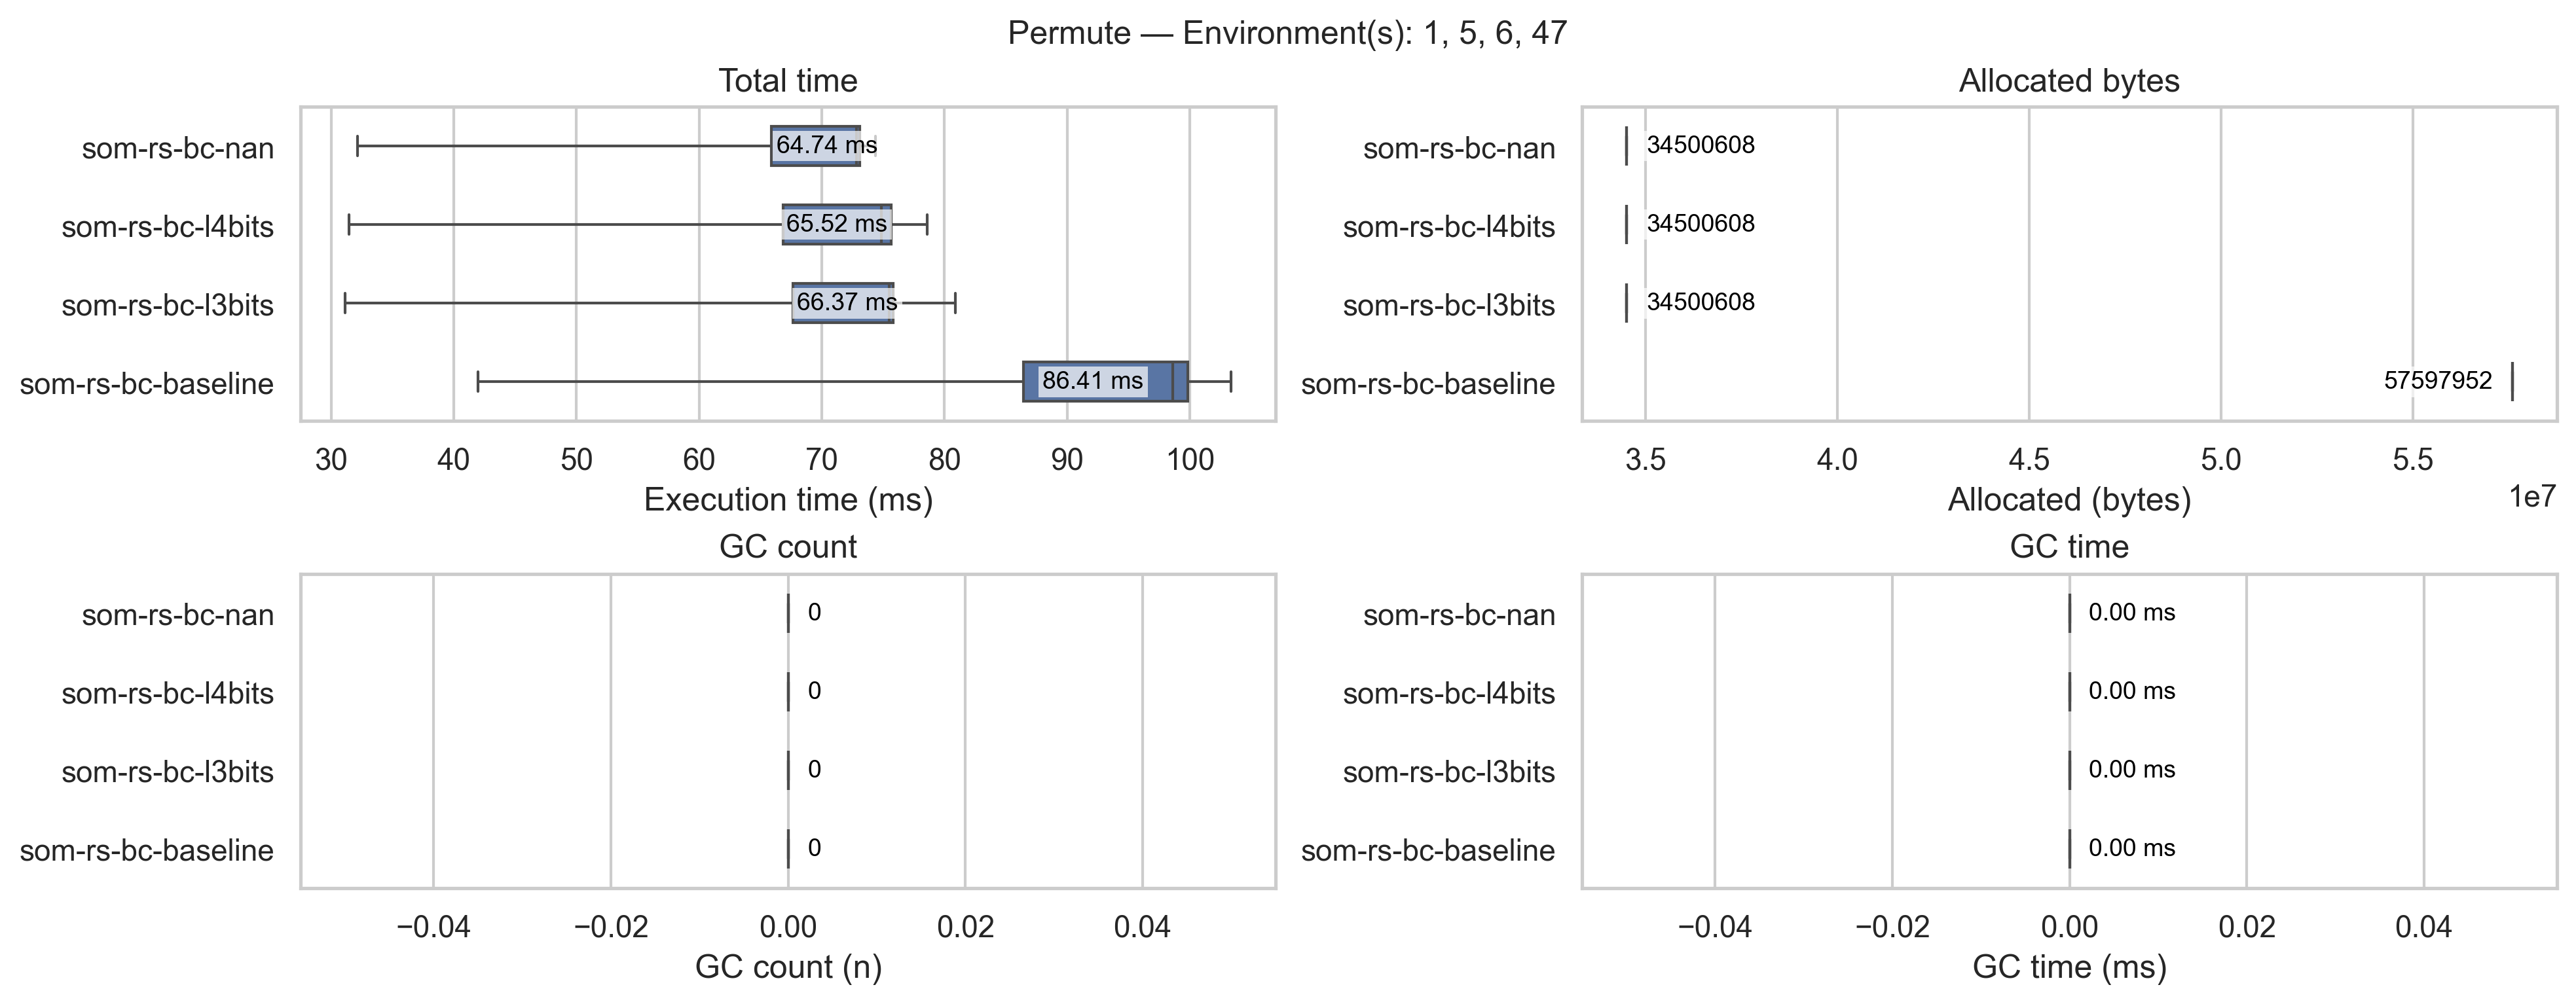 Permute — Environment(s): 1, 5, 6, 47
Total time
som-rs-bc-nan
64.74 ms
som-rs-bc-l4bits
65.52 ms
som-rs-bc-l3bits
66.37 ms
som-rs-bc-baseline
86.41 ms
30 40 50 60 70 80 90 100
Execution time (ms)
Allocated bytes
som-rs-bc-nan
34500608
som-rs-bc-l4bits
34500608
som-rs-bc-l3bits
34500608
som-rs-bc-baseline
57597952
3.5 4.0 4.5 5.0 5.5
1e7
Allocated (bytes)
GC count
som-rs-bc-nan
0
som-rs-bc-l4bits
0
som-rs-bc-l3bits
0
som-rs-bc-baseline
0
−0.04 −0.02 0.00 0.02 0.04
GC count (n)
GC time
som-rs-bc-nan
0.00 ms
som-rs-bc-l4bits
0.00 ms
som-rs-bc-l3bits
0.00 ms
som-rs-bc-baseline
0.00 ms
−0.04 −0.02 0.00 0.02 0.04
GC time (ms)